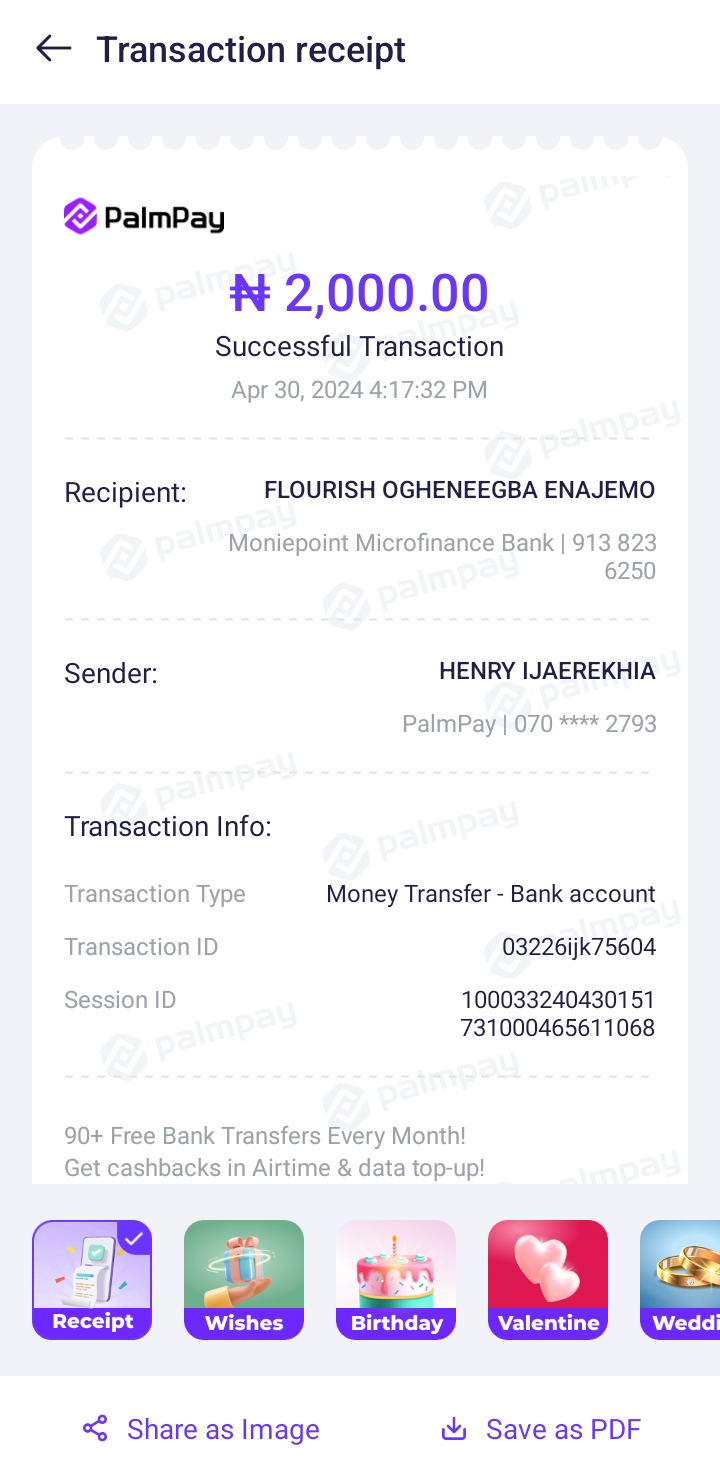 Transaction receipt
PalmPay
₦ 2,000.00
Successful Transaction
Apr 30, 2024 4:17:32 PM
Recipient: FLOURISH OGHENEEGBA ENAJEMO
Moniepoint Microfinance Bank | 913 823
6250
Sender: HENRY IJAEREKHIA
PalmPay | 070 **** 2793
Transaction Info:
Transaction Type Money Transfer - Bank account
Transaction ID 03226ijk75604
Session ID 100033240430151
731000465611068
90+ Free Bank Transfers Every Month!
Get cashbacks in Airtime & data top-up!
Receipt Wishes Birthday Valentine Weddi
Share as Image Save as PDF